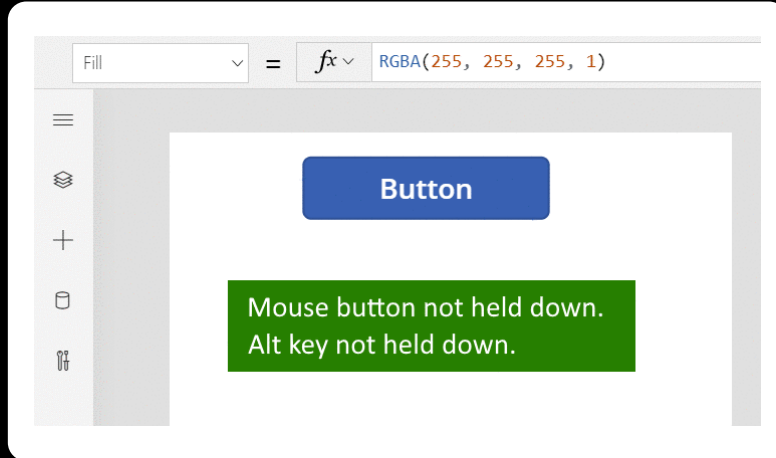 Fill
=
fx
RGBA(255, 255, 255, 1)
Button
Mouse button not held down.
Alt key not held down.